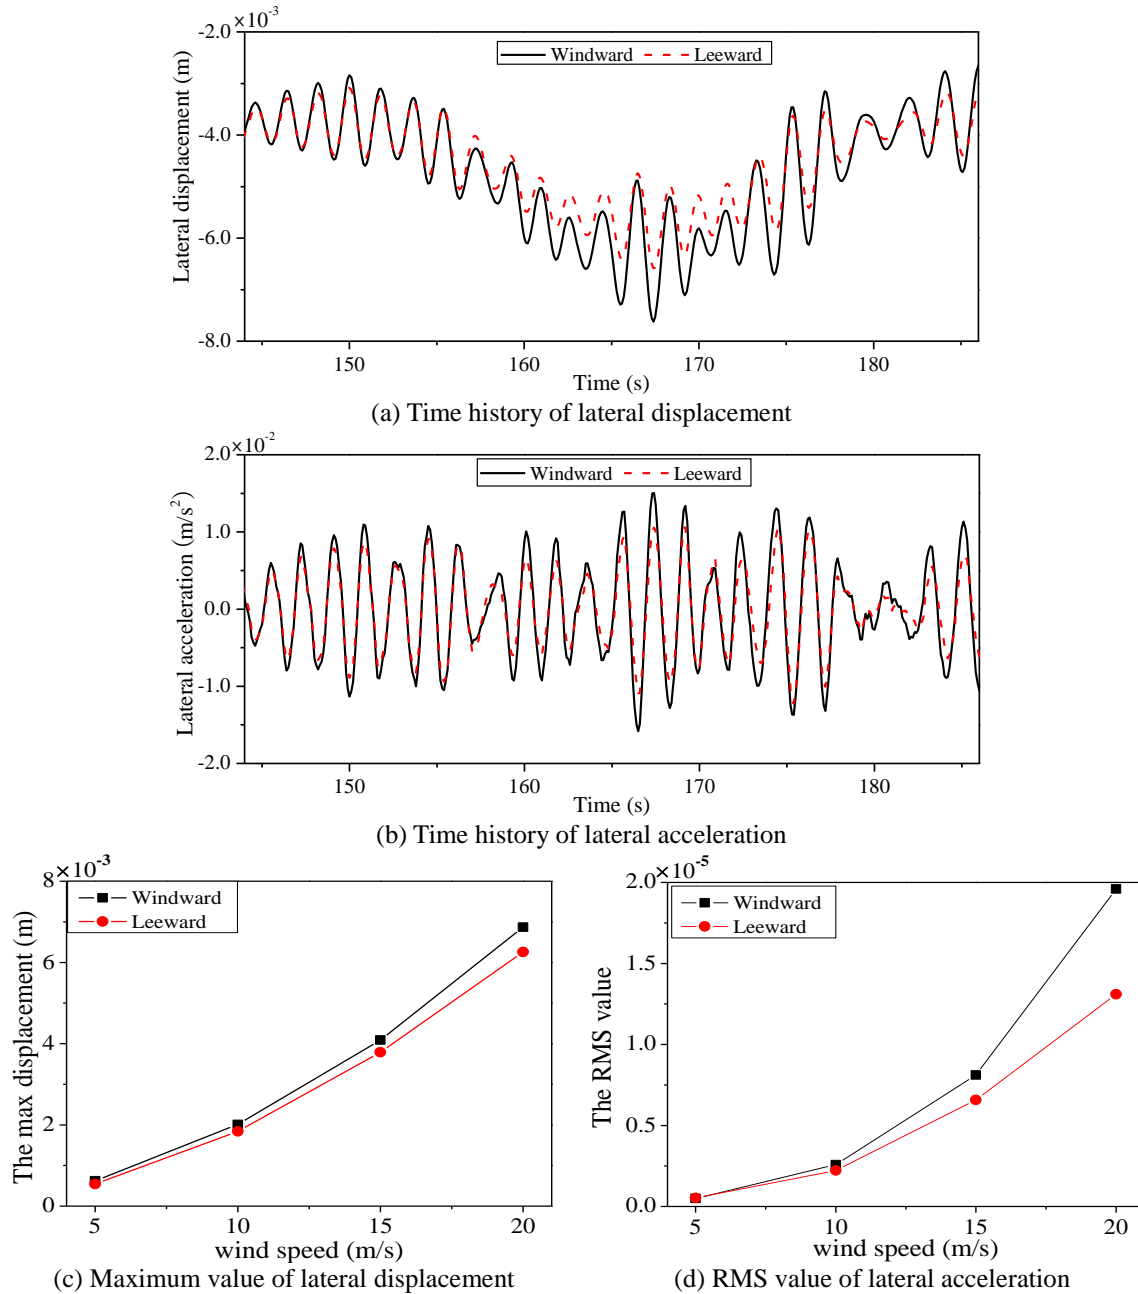 -2.0×10⁻³
Windward Leeward
-4.0
-6.0
-8.0
Lateral displacement (m)
150 160 170 180
Time (s)
(a) Time history of lateral displacement
2.0×10⁻²
Windward Leeward
1.0
0.0
-1.0
-2.0
Lateral acceleration (m/s²)
150 160 170 180
Time (s)
(b) Time history of lateral acceleration
8×10⁻³
Windward
Leeward
6
4
2
0
The max displacement (m)
5 10 15 20
wind speed (m/s)
(c) Maximum value of lateral displacement
2.0×10⁻⁵
Windward
Leeward
1.5
1.0
0.5
0.0
The RMS value
5 10 15 20
wind speed (m/s)
(d) RMS value of lateral acceleration